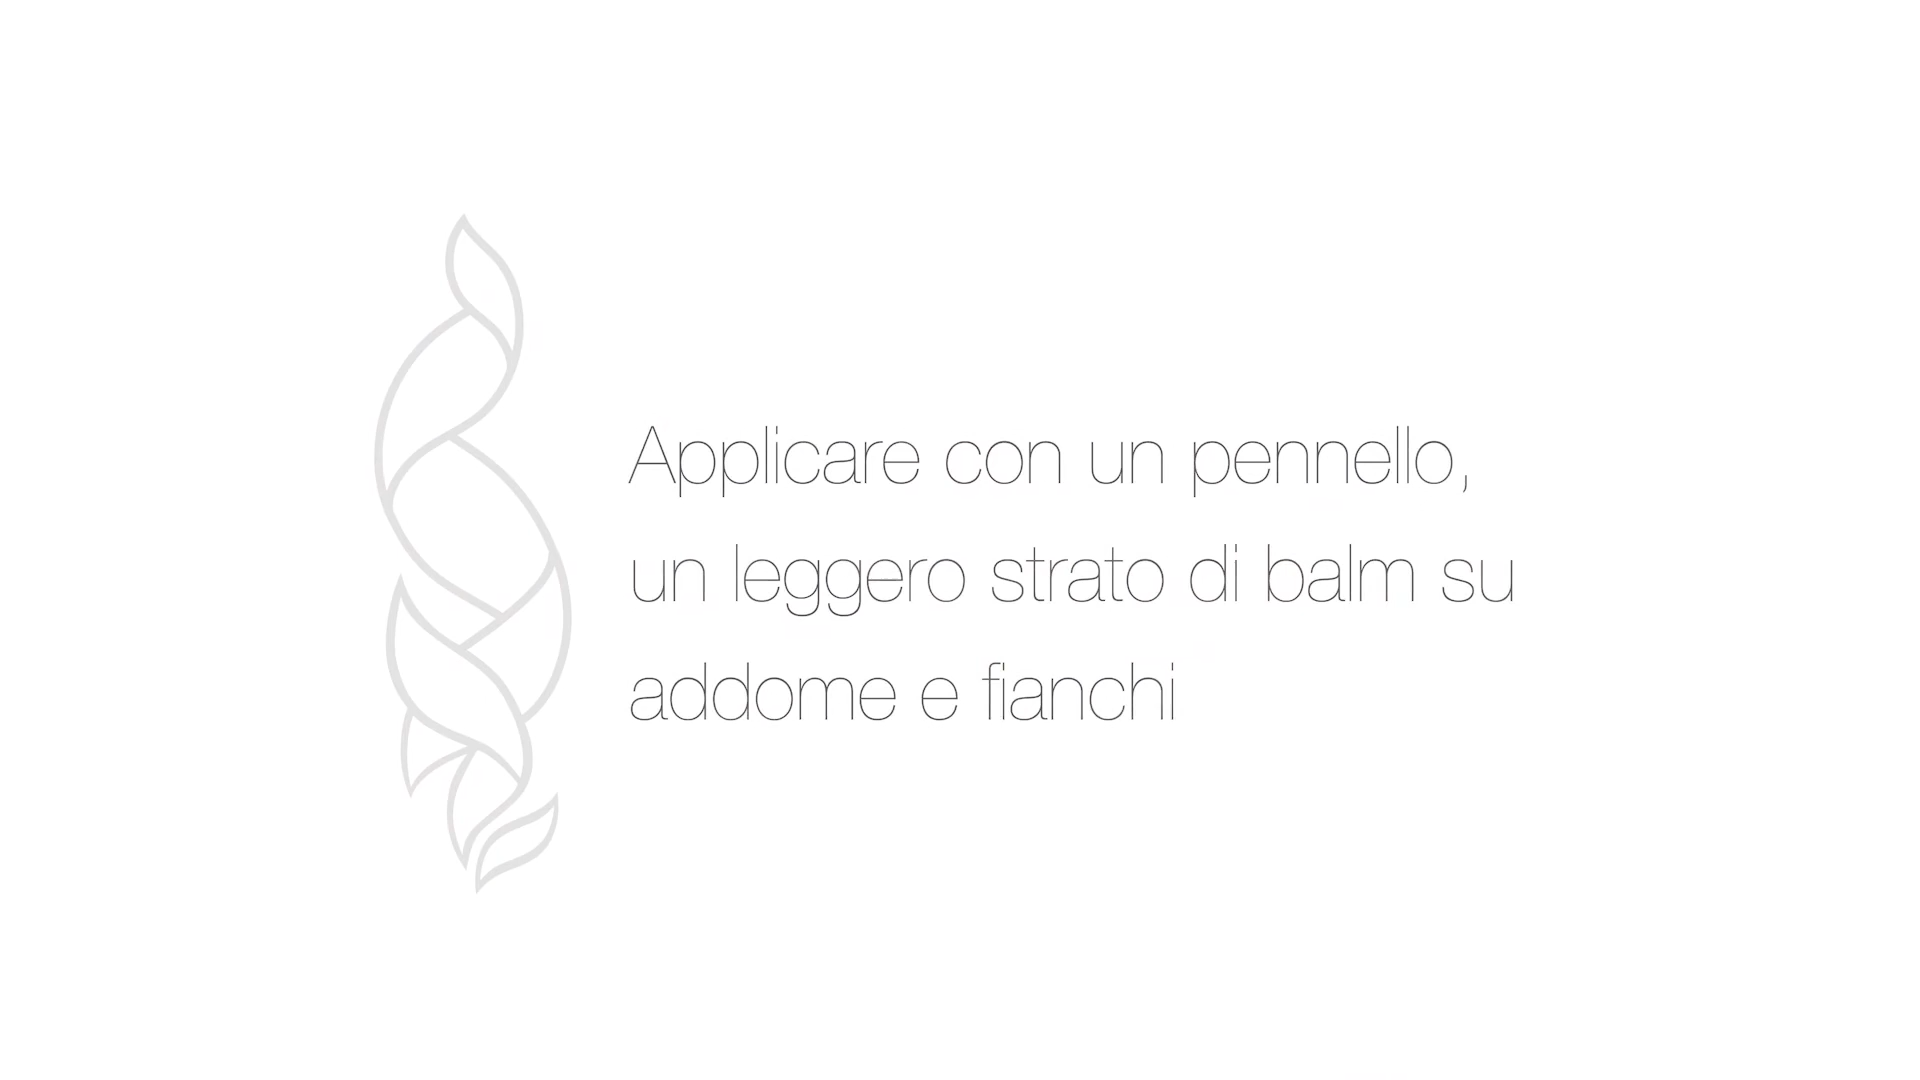 Applicare con un pennello,
un leggero strato di balm su
addome e fianchi